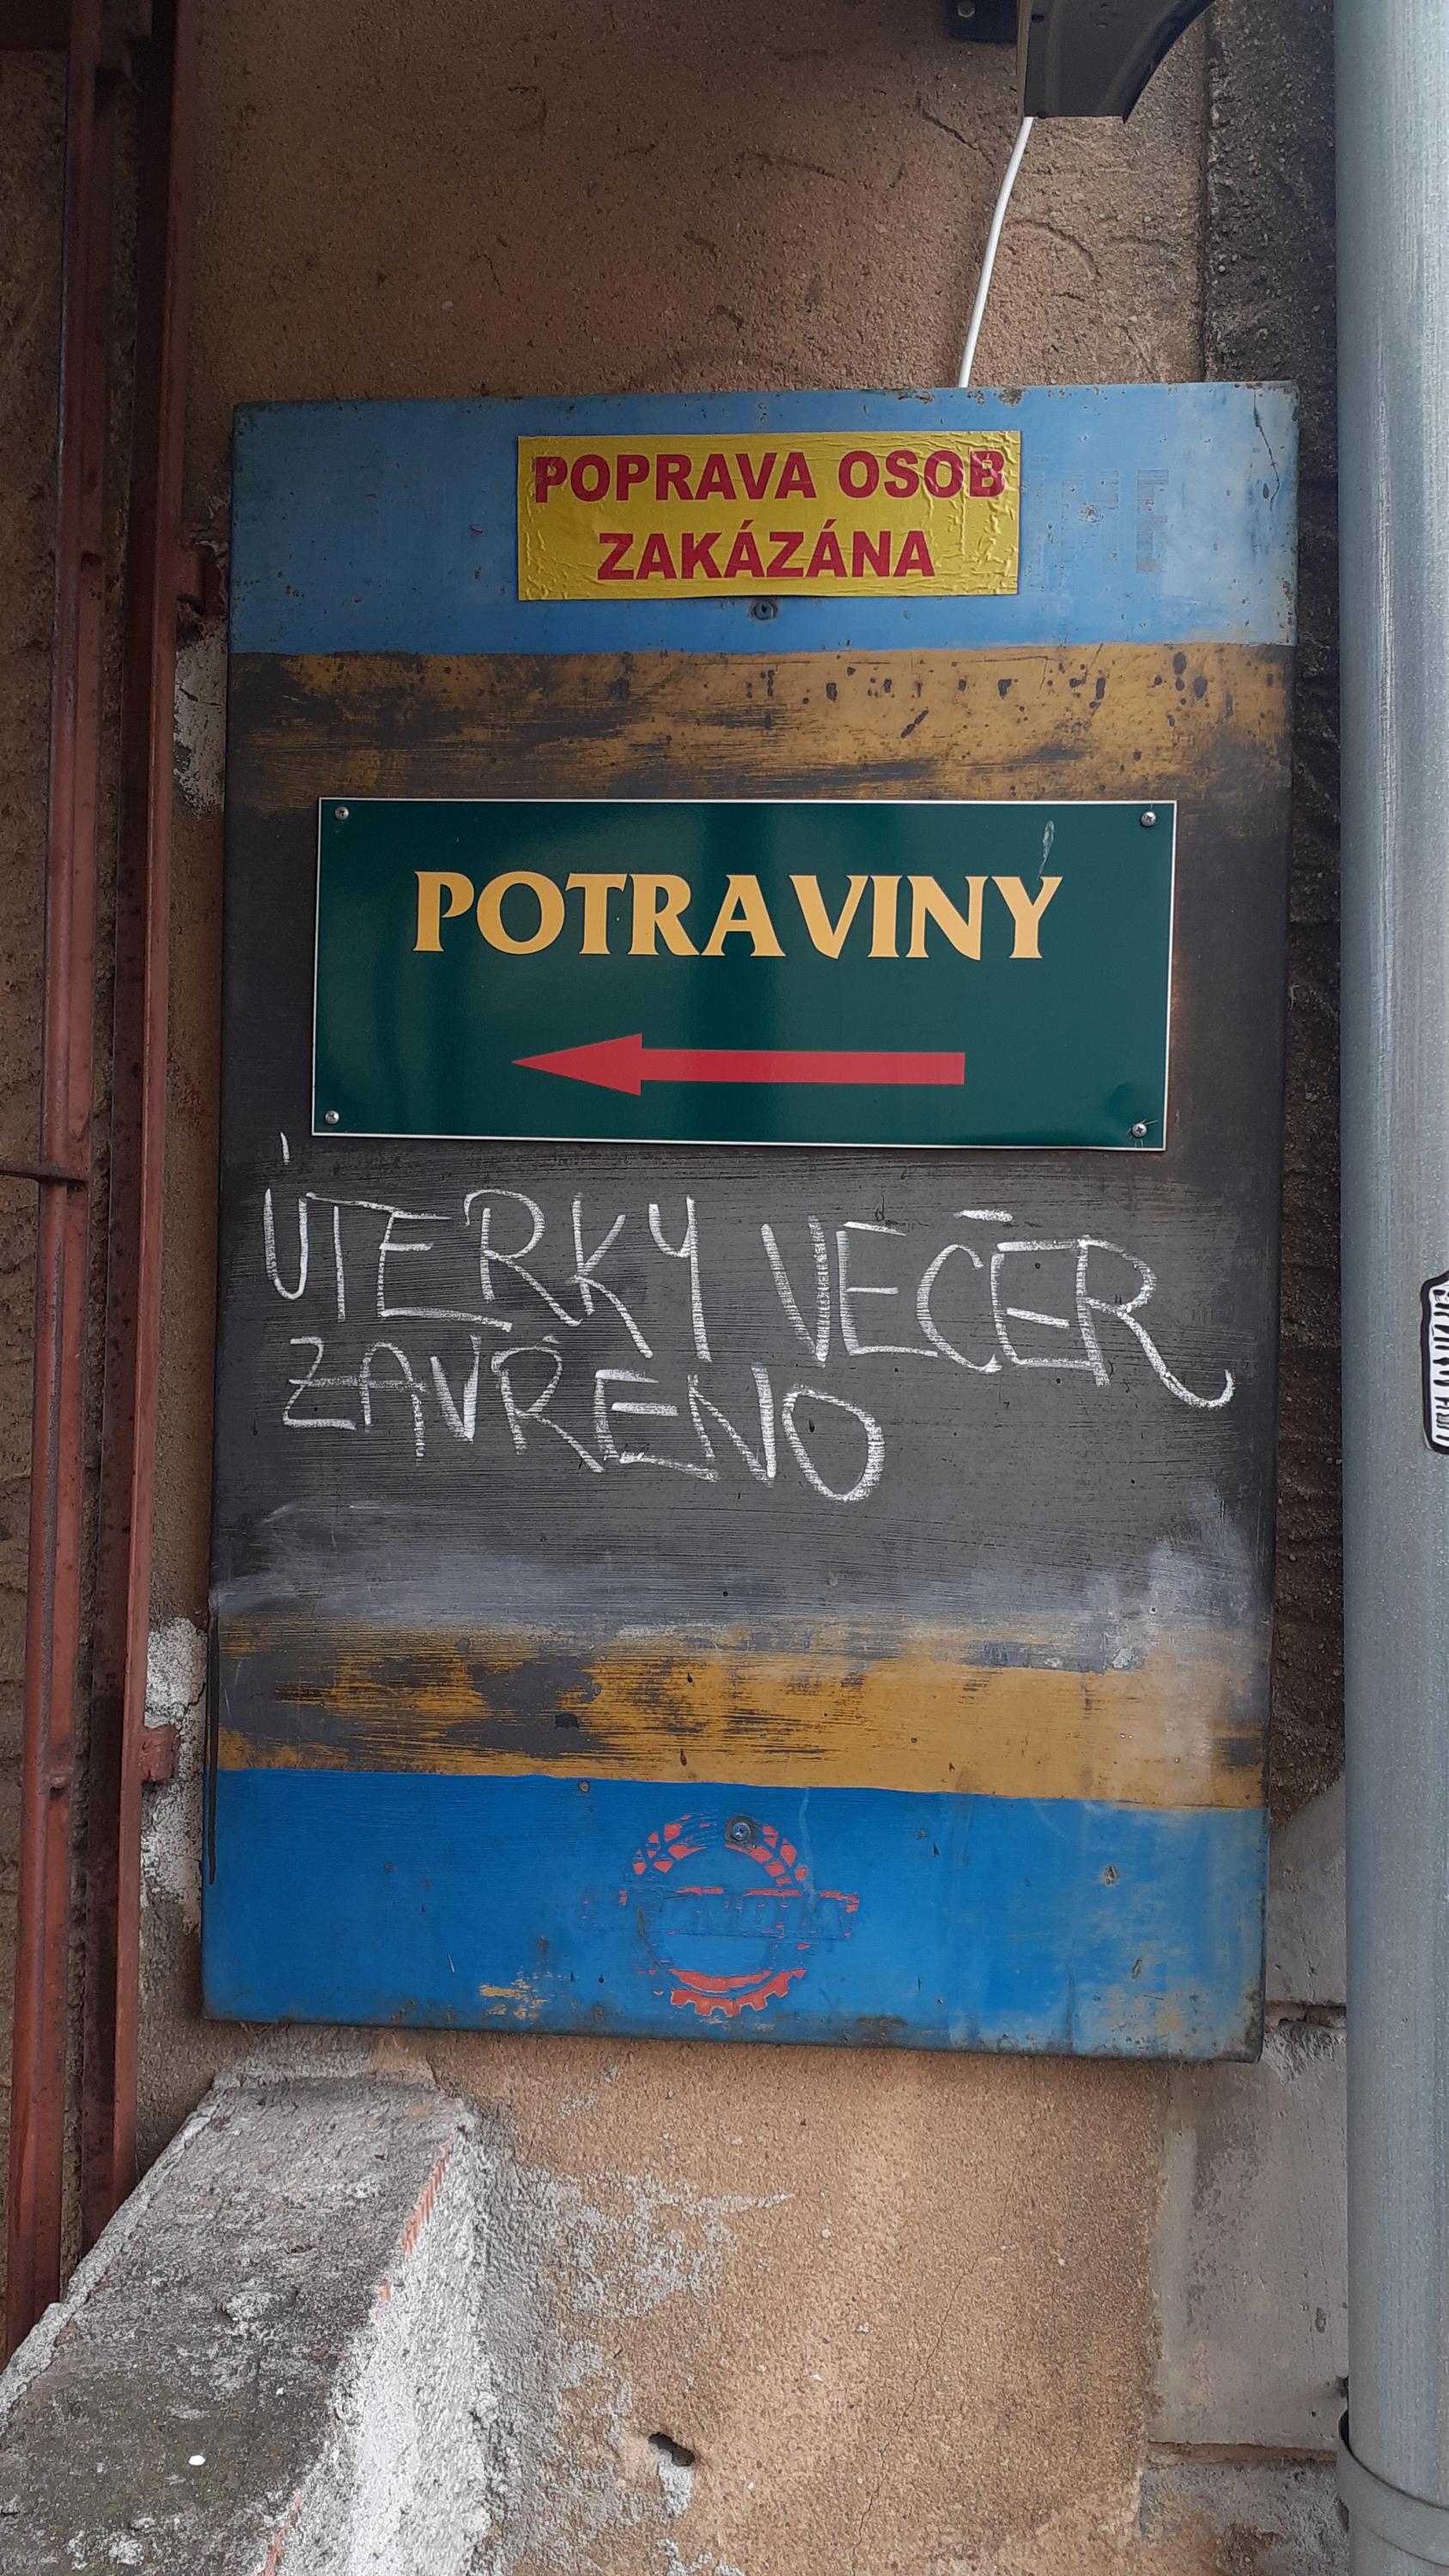 POPRAVA OSOB
ZAKÁZÁNA
POTRAVINY
ÚTERKY VEČER
ZAVŘENO